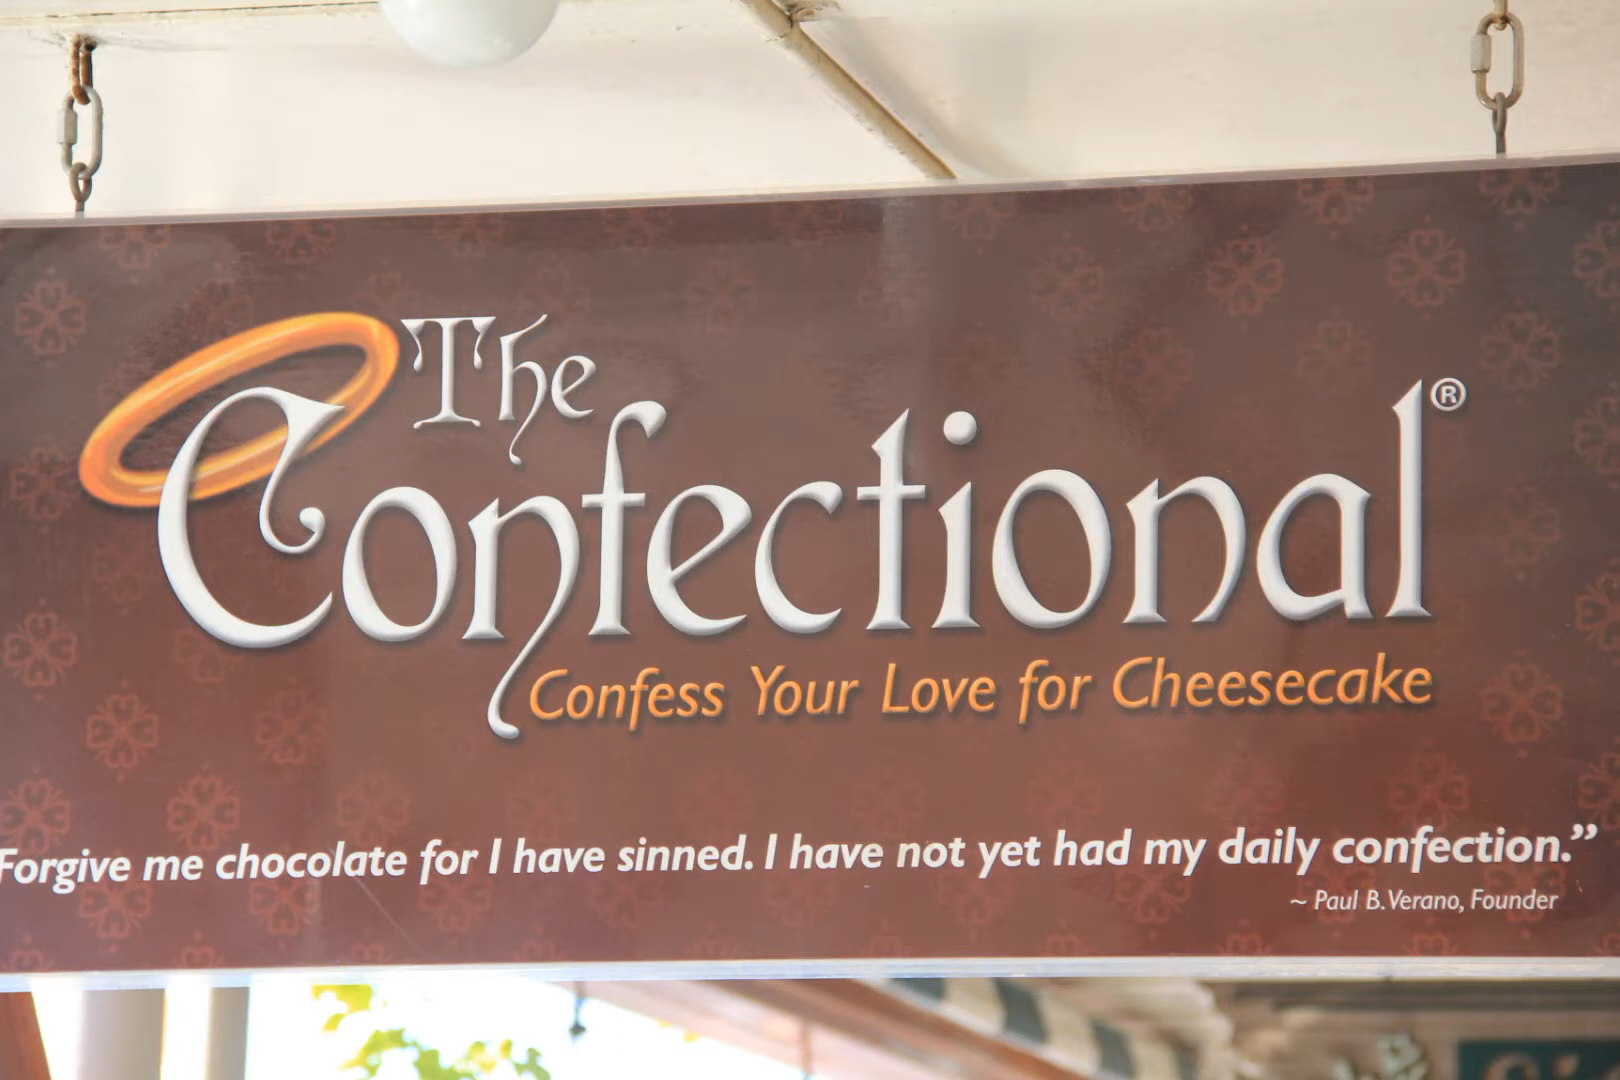 The
Confectional®
Confess Your Love for Cheesecake
Forgive me chocolate for I have sinned. I have not yet had my daily confection.”
~ Paul B. Verano, Founder